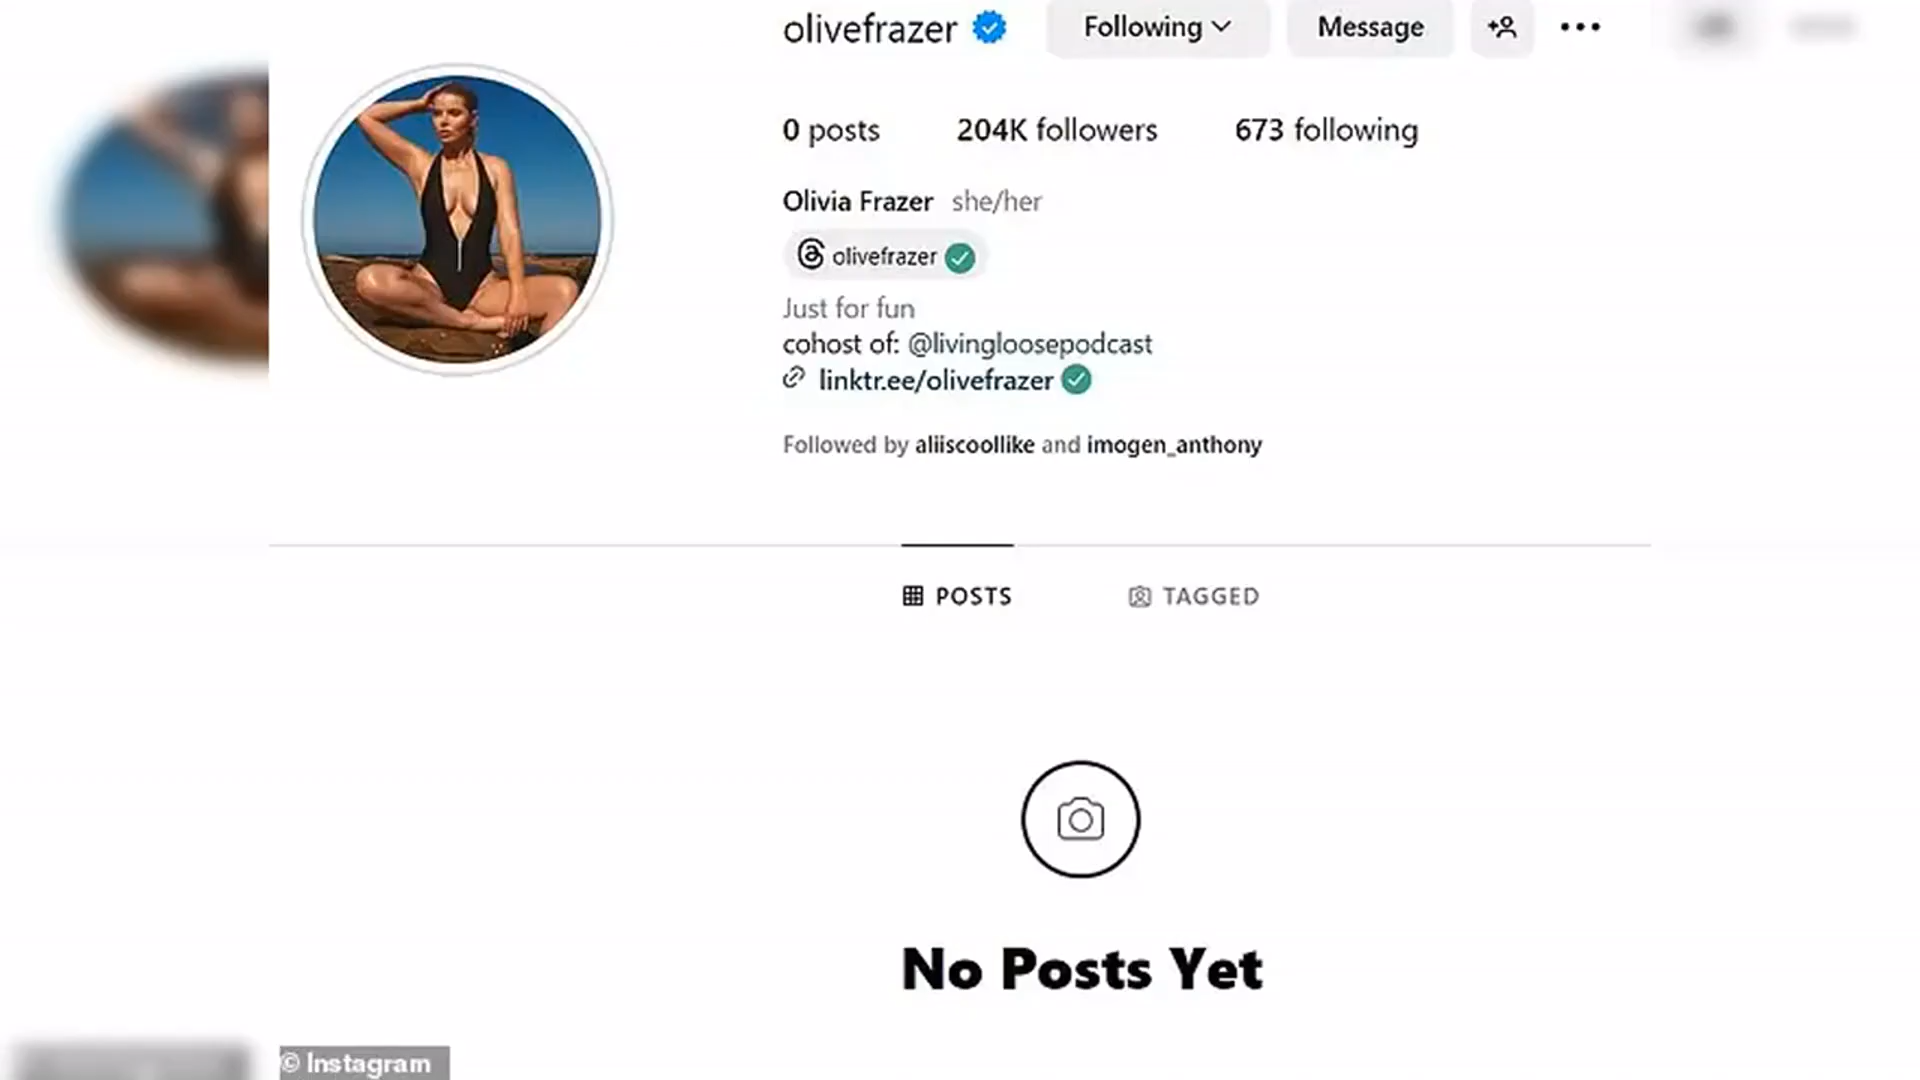 olivefrazer Following Message
0 posts 204K followers 673 following
Olivia Frazer she/her
olivefrazer
Just for fun
cohost of: @livingloosepodcast
linktr.ee/olivefrazer
Followed by aliiscoollike and imogen_anthony
POSTS TAGGED
No Posts Yet
© Instagram